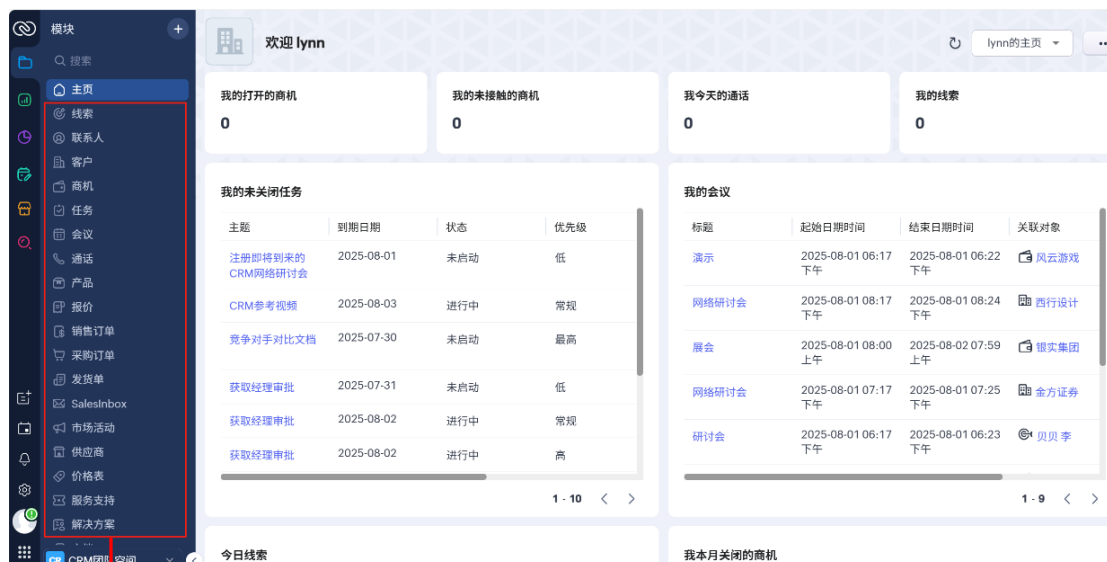 模块
+
搜索
主页
线索
联系人
客户
商机
任务
会议
通话
产品
报价
销售订单
采购订单
发货单
SalesInbox
市场活动
供应商
价格表
服务支持
解决方案
CRM团队空间
欢迎 lynn
lynn的主页
我的打开的商机
0
我的未接触的商机
0
我今天的通话
0
我的线索
0
我的未关闭任务
主题 到期日期 状态 优先级
注册即将到来的CRM网络研讨会 2025-08-01 未启动 低
CRM参考视频 2025-08-03 进行中 常规
竞争对手对比文档 2025-07-30 未启动 最高
获取经理审批 2025-07-31 未启动 低
获取经理审批 2025-08-02 进行中 常规
获取经理审批 2025-08-02 进行中 高
1 - 10
我的会议
标题 起始日期时间 结束日期时间 关联对象
演示 2025-08-01 06:17 下午 2025-08-01 06:22 下午 风云游戏
网络研讨会 2025-08-01 08:17 下午 2025-08-01 08:24 下午 西行设计
展会 2025-08-01 08:00 上午 2025-08-02 07:59 上午 银实集团
网络研讨会 2025-08-01 07:17 下午 2025-08-01 07:25 下午 金方证券
研讨会 2025-08-01 06:17 下午 2025-08-01 06:23 下午 贝贝 李
1 - 9
今日线索
我本月关闭的商机